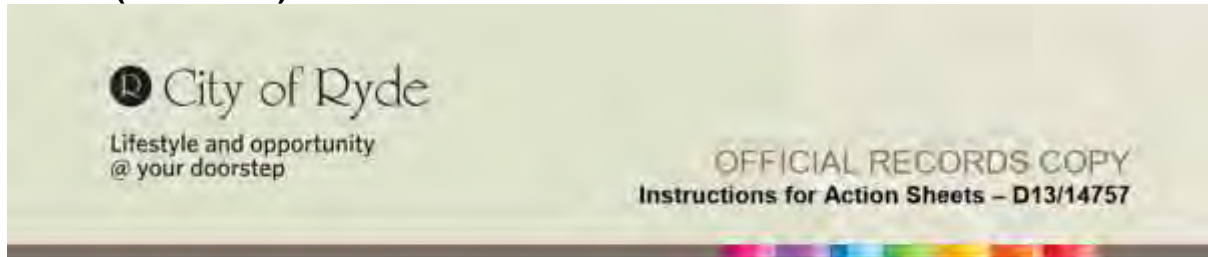 City of Ryde
Lifestyle and opportunity
@ your doorstep
OFFICIAL RECORDS COPY
Instructions for Action Sheets – D13/14757